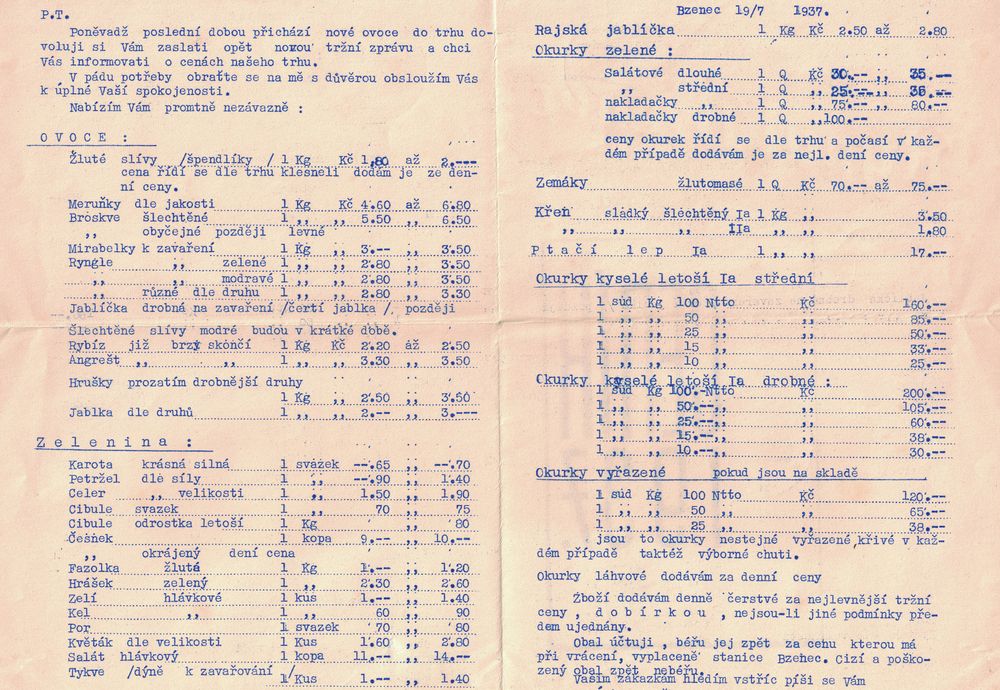 P.T.
Poněvadž poslední dobou přichází nové ovoce do trhu do-
voluji si Vám zaslati opět novou tržní zprávu a chci
Vás informovati o cenách našeho trhu.
V pádu potřeby obraťte se na mě s důvěrou obsloužím Vás
k úplné Vaší spokojenosti.
Nabízím Vám promtně nezávazně :
OVOCE :
Žluté slívy /špendlíky / 1 Kg Kč 1.80 až 2.---
cena řídí se dle trhu klesneli dodám je ze den-
ní ceny.
Meruňky dle jakosti 1 Kg Kč 4.60 až 6.80
Broskve šlechtěné 1 ,, ,, 5.50 ,, 6.50
,, obyčejné později levně
Mirabelky k zavaření 1 Kg ,, 3.-- ,, 3.50
Ryngle ,, zelené 1 ,, ,, 2.80 ,, 3.50
,, ,, modravé 1 ,, ,, 2.80 ,, 3.50
,, různé dle druhu 1 ,, ,, 2.80 ,, 3.30
Jablíčka drobná na zavaření /čertí jablka /, později
Šlechtěné slívy modré budou v krátké době.
Rybíz již brzy skončí 1 Kg Kč 2.20 áž 2.50
Angrešt ,, ,, ,, 1 ,, ,, 3.30 ,, 3.50
Hrušky prozatím drobnější druhy
1 Kg ,, 2.50 ,, 3.50
Jablka dle druhů 1 ,, ,, 2.-- ,, 3.---
Zelenina :
Karota krásná silná 1 svazek --.65 ,, --.70
Petržel dle síly 1 ,, --.90 ,, 1.40
Celer ,, velikosti 1 ,, 1.50 ,, 1.90
Cibule svazek 1 ,, 70 ,, 75
Cibule odrostka letoší 1 Kg ,, 80
Česnek 1 kopa 9.-- ,, 10.--
,, okrájený dení cena
Fazolka žlutá 1 Kg 1.-- ,, 1.20
Hrášek zelený 1 ,, 2.30 ,, 2.60
Zelí hlávkové 1 kus 1.-- ,, 1.40
Kel ,, 1 ,, 60 ,, 90
Por 1 svazek 70 ,, 80
Květák dle velikosti 1 Kus 1.60 ,, 2.80
Salát hlávkový 1 kopa 11.-- ,, 14.--
Tykve /dýně k zavařování / 1 Kus 1.-- ,, 1.40
Bzenec 19/7 1937.
Rajská jablíčka 1 Kg Kč 2.50 až 2.80
Okurky zelené :
Salátové dlouhé 1 Q Kč 30.-- ,, 35.--
,, střední 1 Q ,, 25.-- ,, 36.--
nakladačky ,, 1 Q ,, 75.-- ,, 80.--
nakladačky drobné 1 Q ,, 100.--
ceny okurek řídí se dle trhu a počasí v kaž-
dém případě dodávám je za nejl. dení ceny.
Zemáky žlutomasé 1 Q Kč 70.-- až 75.--
Křen sladký šlechtěný Ia 1 Kg ,, 3.50
,, ,, ,, IIa ,, ,, 1.80
Ptačí lep Ia 1 ,, ,, 17.--
Okurky kyselé letoší Ia střední
1 súd Kg 100 Ntto Kč 160.--
1 ,, ,, 50 ,, ,, 85.--
1 ,, ,, 25 ,, ,, 50.--
1 ,, ,, 15 ,, ,, 33.--
1 ,, ,, 10 ,, ,, 25.--
Okurky kyselé letoší Ia drobné :
1 súd Kg 100.-Ntto Kč 200.--
1 ,, ,, 50.-- ,, ,, 105.--
1 ,, ,, 25.-- ,, ,, 60.--
1 ,, ,, 15.-- ,, ,, 38.--
1 ,, ,, 10.-- ,, ,, 30.--
Okurky vyřazené pokud jsou na skladě
1 súd Kg 100 Ntto Kč 120.--
1 ,, ,, 50 ,, ,, 65.--
1 ,, ,, 25 ,, ,, 38.--
jsou to okurky nestejné vyřazené,křivé v kaž-
dém případě taktéž výborné chuti.
Okurky láhvové dodávám za denní ceny
Zboží dodávám denně čerstvé za nejlevnější tržní
ceny , dobírkou , nejsou-li jiné podmínky pře-
dem ujednány.
Obal účtuji , béřu jej zpět za cenu kterou má
při vrácení, vyplaceně stanice Bzenec. Cizí a poško-
zený obal zpět neběřu.
Vaším zakázkám hledím vstříc píši se Vám